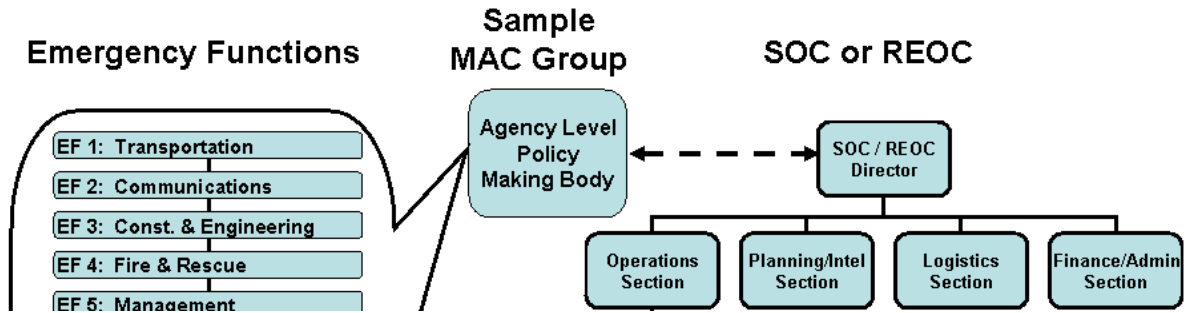 Emergency Functions
Sample
MAC Group
SOC or REOC
EF 1: Transportation
EF 2: Communications
EF 3: Const. & Engineering
EF 4: Fire & Rescue
EF 5: Management
Agency Level
Policy
Making Body
SOC / REOC
Director
Operations
Section
Planning/Intel
Section
Logistics
Section
Finance/Admin
Section